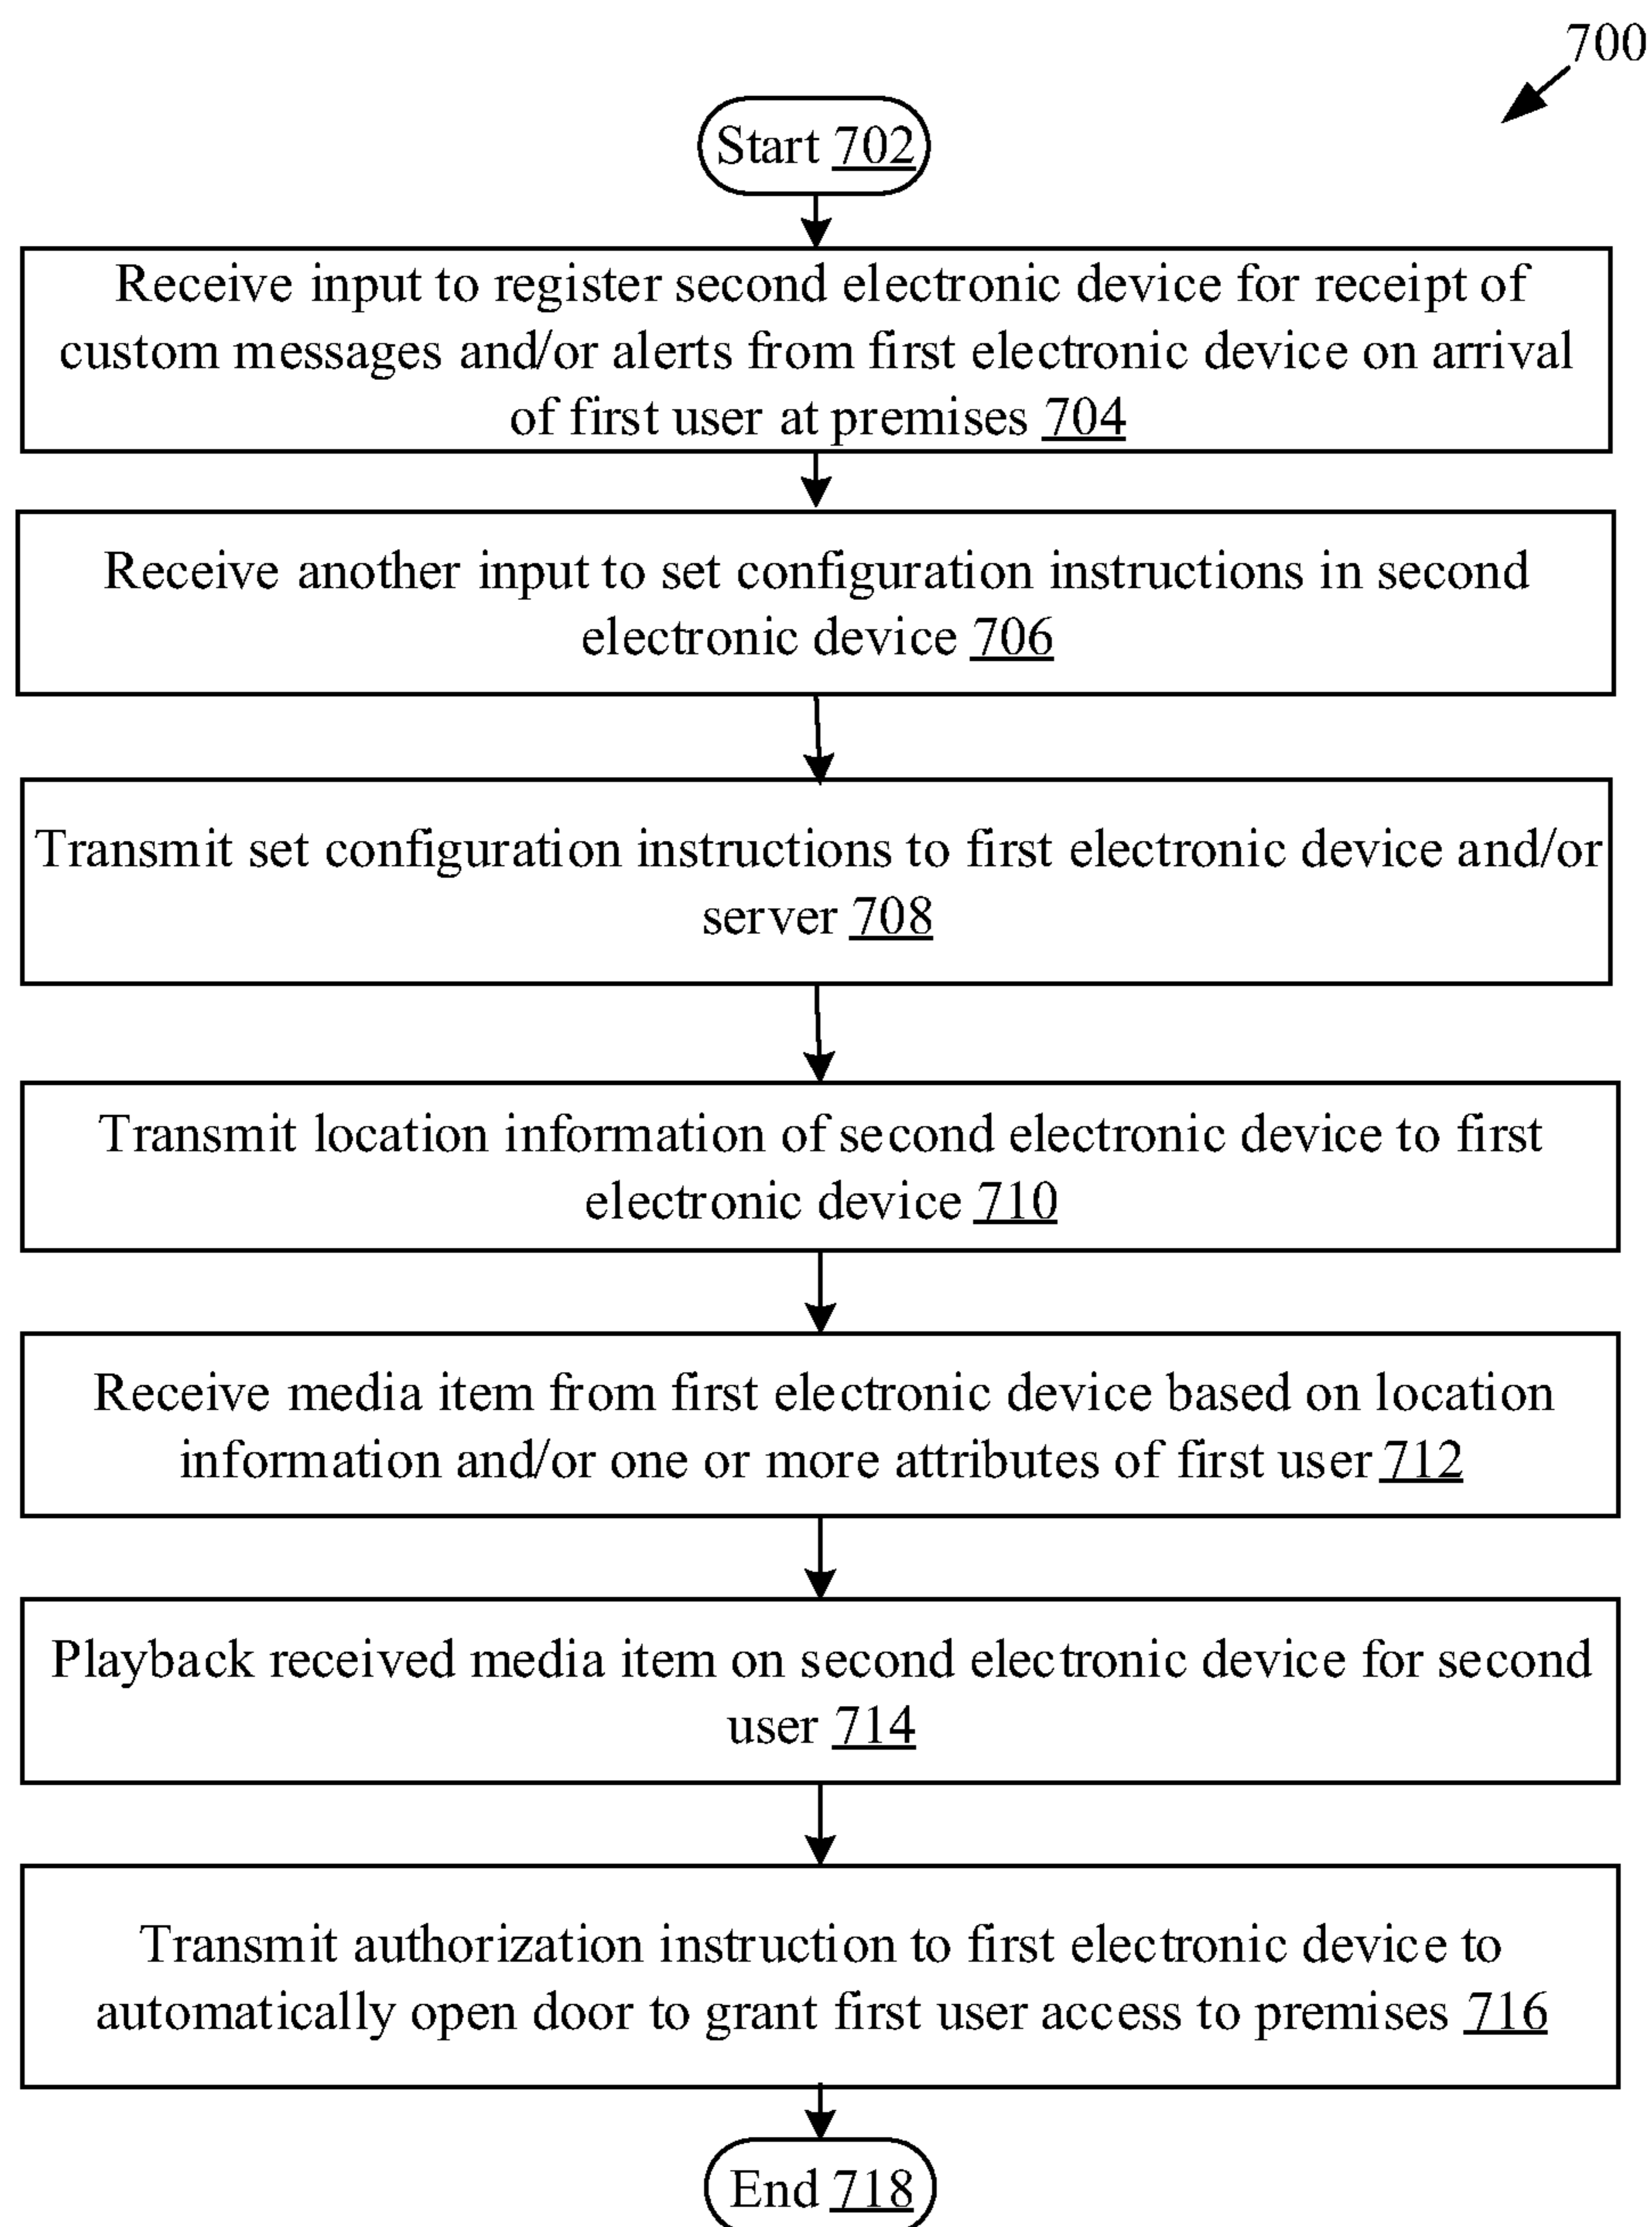 700
Start 702
Receive input to register second electronic device for receipt of
custom messages and/or alerts from first electronic device on arrival
of first user at premises 704
Receive another input to set configuration instructions in second
electronic device 706
Transmit set configuration instructions to first electronic device and/or
server 708
Transmit location information of second electronic device to first
electronic device 710
Receive media item from first electronic device based on location
information and/or one or more attributes of first user 712
Playback received media item on second electronic device for second
user 714
Transmit authorization instruction to first electronic device to
automatically open door to grant first user access to premises 716
End 718